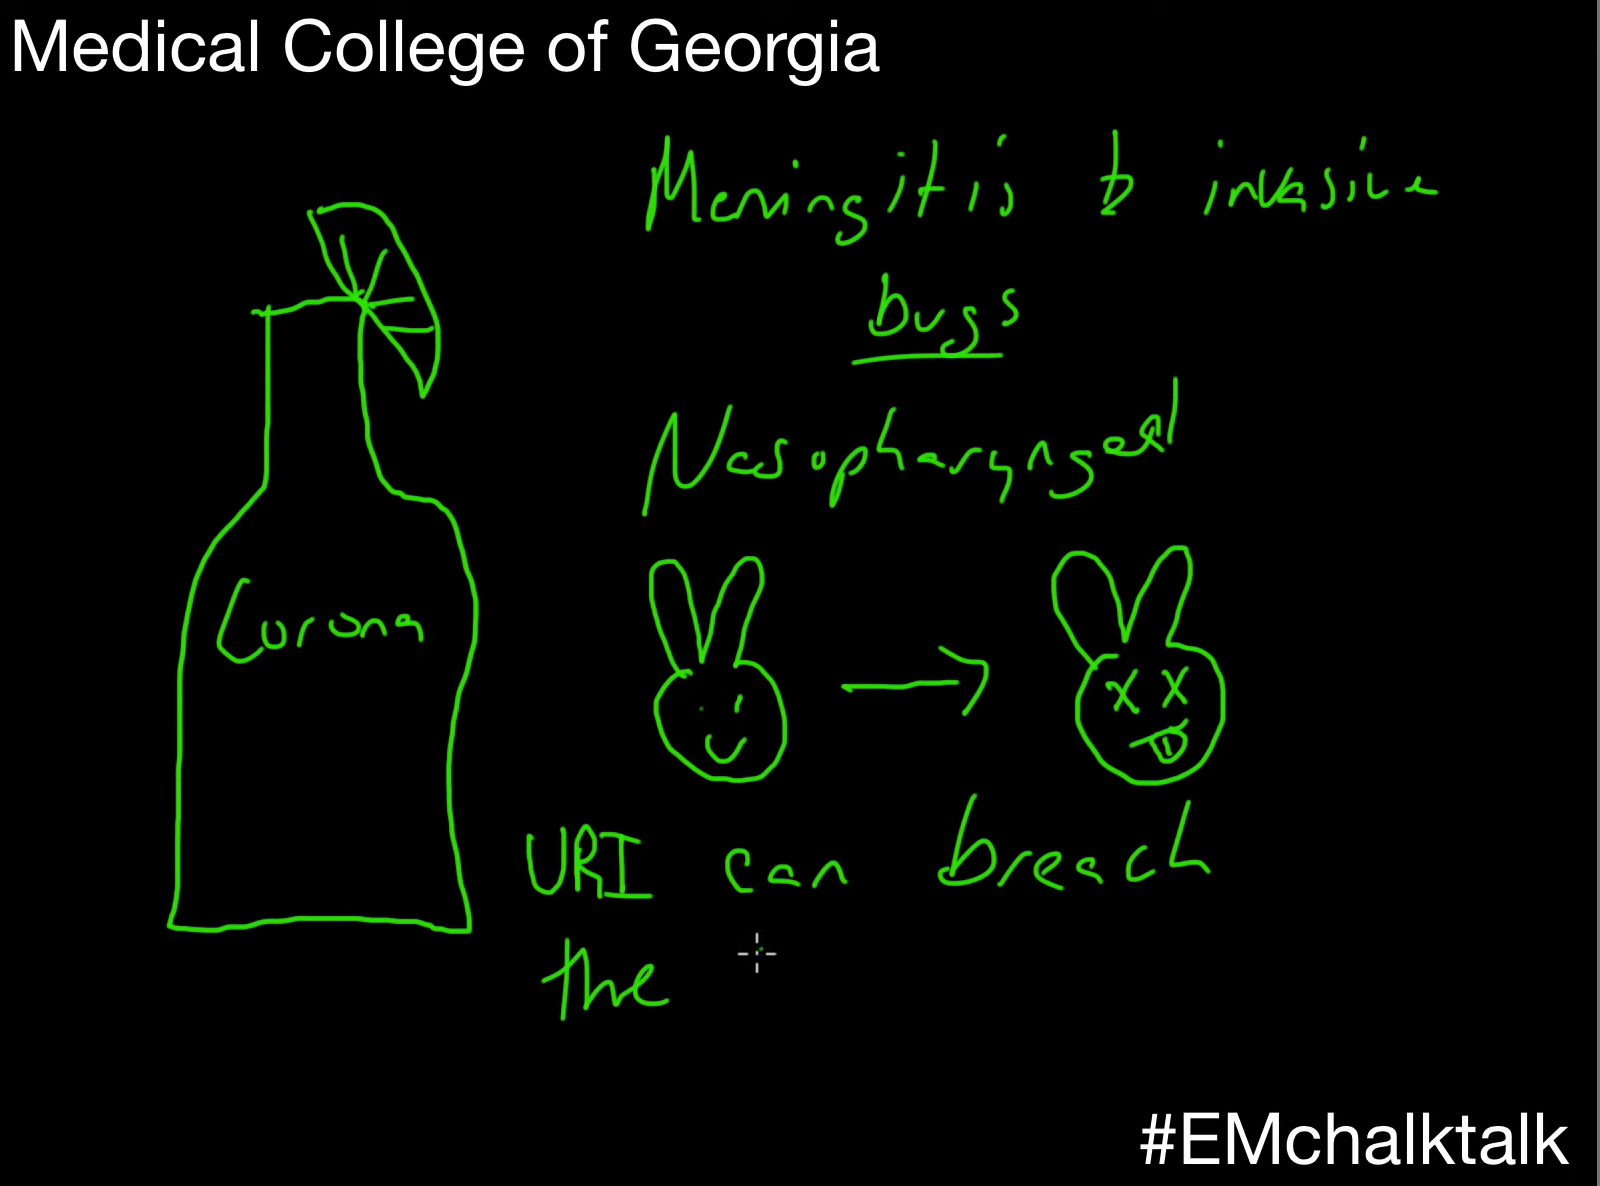 Medical College of Georgia
Meningitis & invasive
bugs
Nasopharyngeal
Corona
URI can breach
the
#EMchalktalk